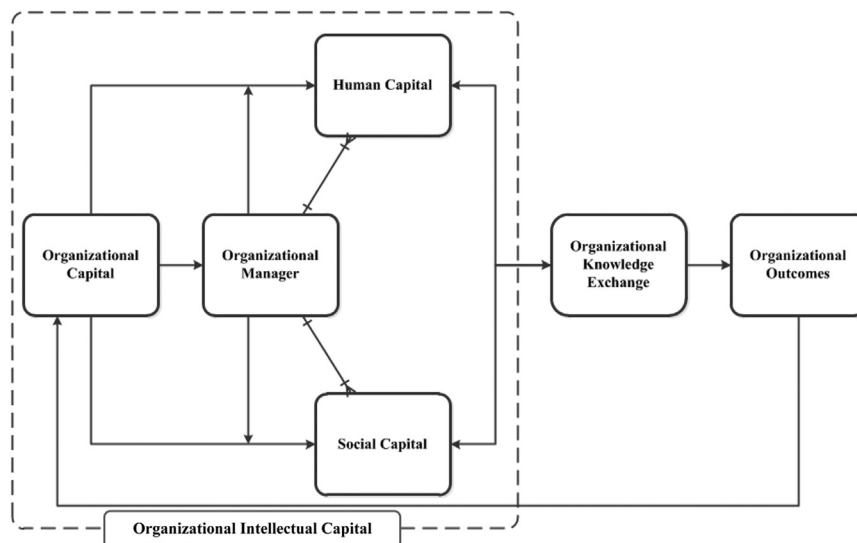 Human Capital
Organizational
Capital
Organizational
Manager
Organizational
Knowledge
Exchange
Organizational
Outcomes
Social Capital
Organizational Intellectual Capital